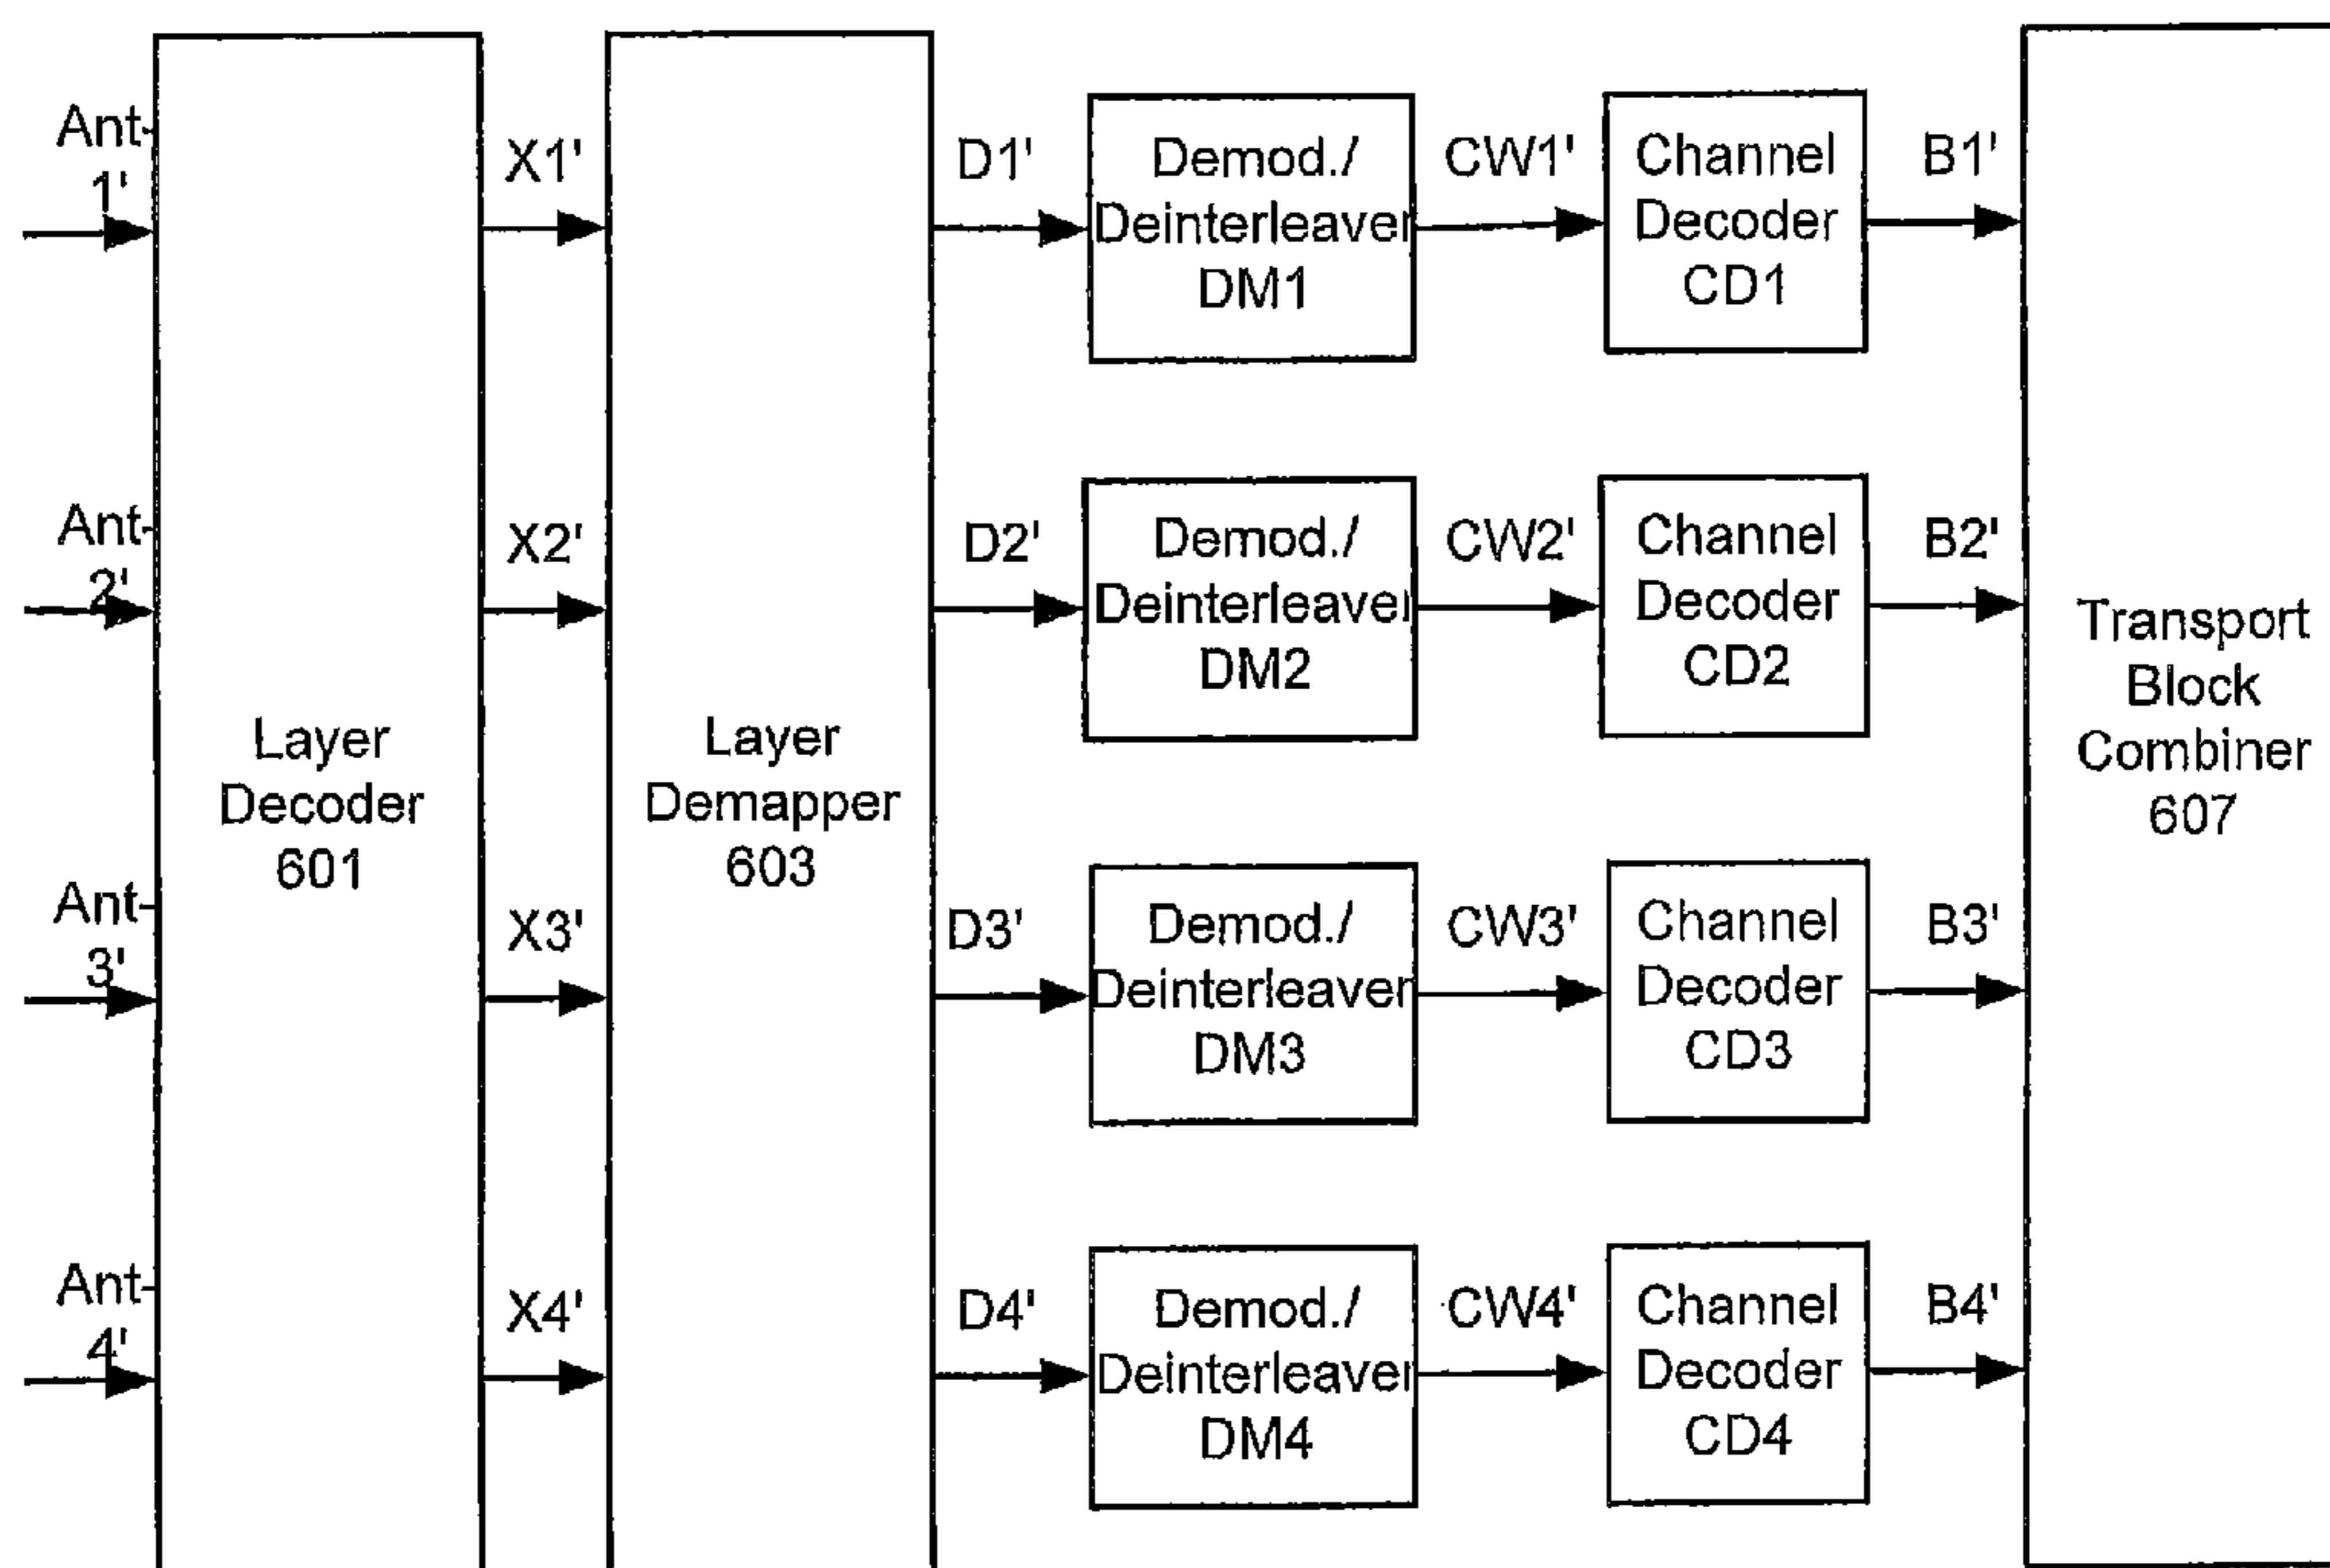 Ant-
1'
X1'
D1'
Demod./
Deinterleaver
DM1
CW1'
Channel
Decoder
CD1
B1'
Ant-
2'
X2'
D2'
Demod./
Deinterleaver
DM2
CW2'
Channel
Decoder
CD2
B2'
Layer
Decoder
601
Layer
Demapper
603
Transport
Block
Combiner
607
Ant-
3'
X3'
D3'
Demod./
Deinterleaver
DM3
CW3'
Channel
Decoder
CD3
B3'
Ant-
4'
X4'
D4'
Demod./
Deinterleaver
DM4
CW4'
Channel
Decoder
CD4
B4'